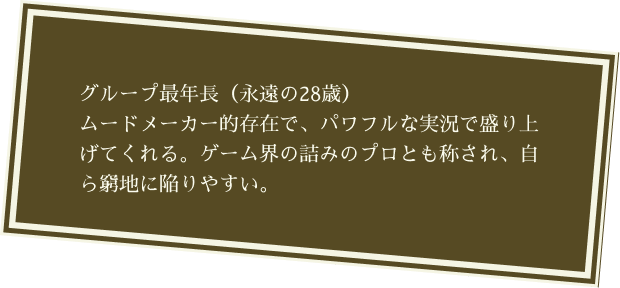 グループ最年長（永遠の28歳）
ムードメーカー的存在で、パワフルな実況で盛り上
げてくれる。ゲーム界の詰みのプロとも称され、自
ら窮地に陥りやすい。